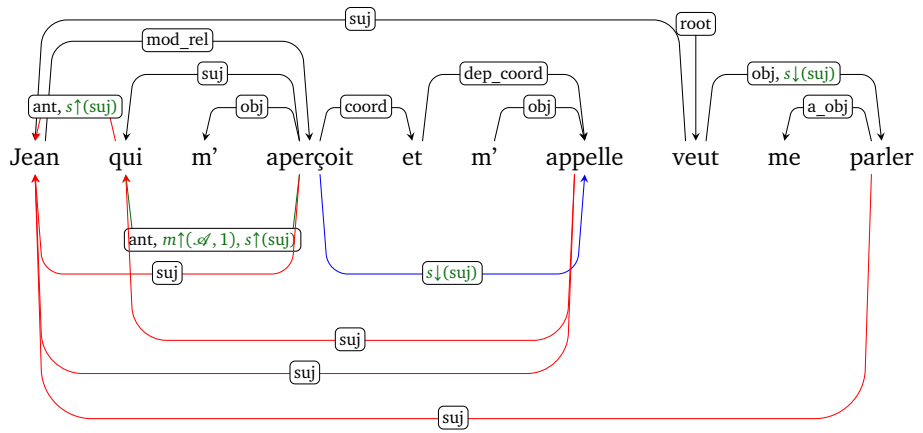 suj
root
mod_rel
suj
dep_coord
obj, s↓(suj)
ant, s↑(suj)
obj
coord
obj
a_obj
Jean qui m’ aperçoit et m’ appelle veut me parler
ant, m↑(𝒜, 1), s↑(suj)
suj
s↓(suj)
suj
suj
suj